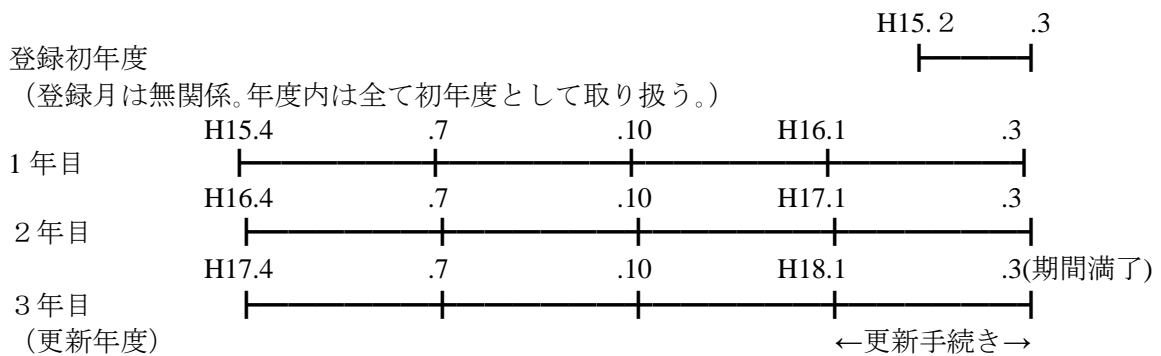 H15.２ .3
登録初年度
（登録月は無関係。年度内は全て初年度として取り扱う。）
H15.4 .7 .10 H16.1 .3
1年目
H16.4 .7 .10 H17.1 .3
２年目
H17.4 .7 .10 H18.1 .3(期間満了)
３年目
（更新年度） ←更新手続き→